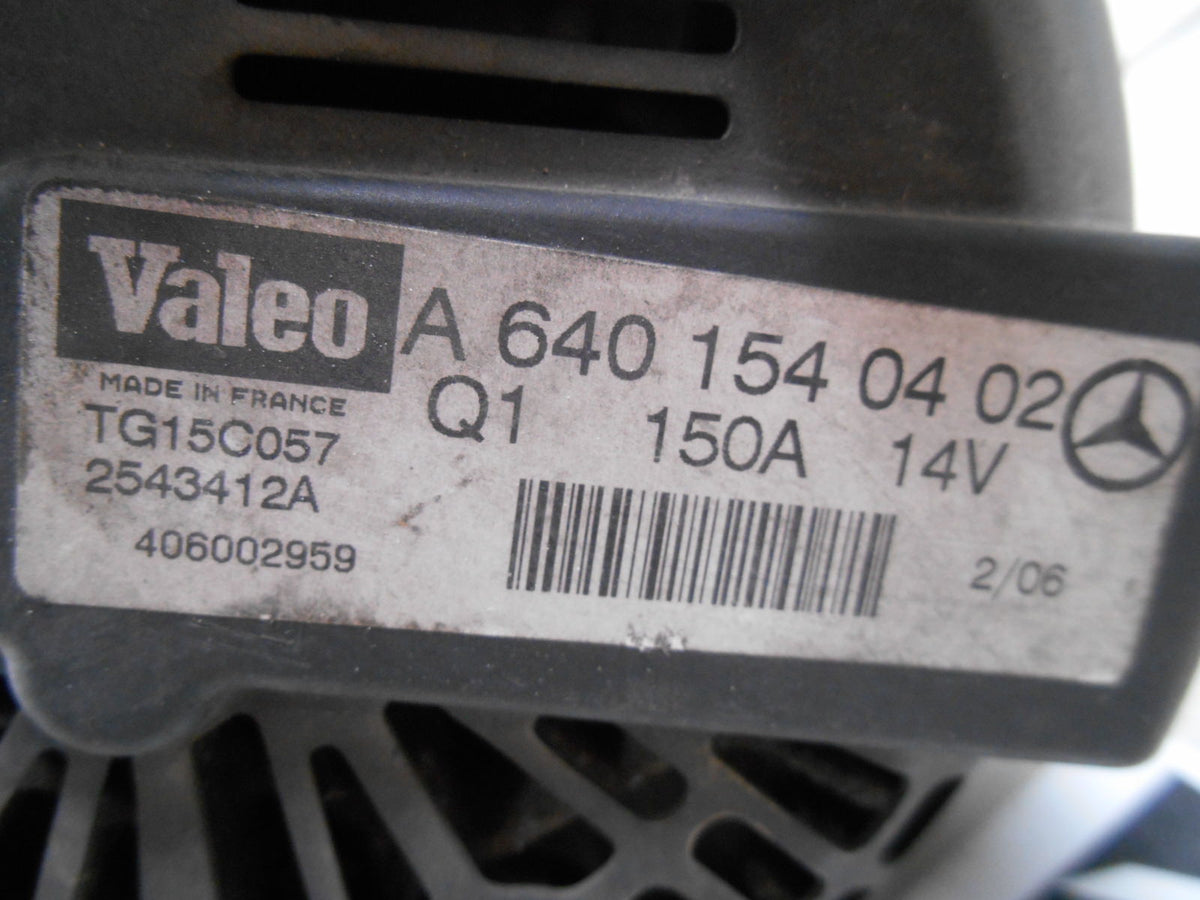 Valeo
A 640 154 04 02
MADE IN FRANCE
Q1 150A 14V
TG15C057
2543412A
406002959
2/06